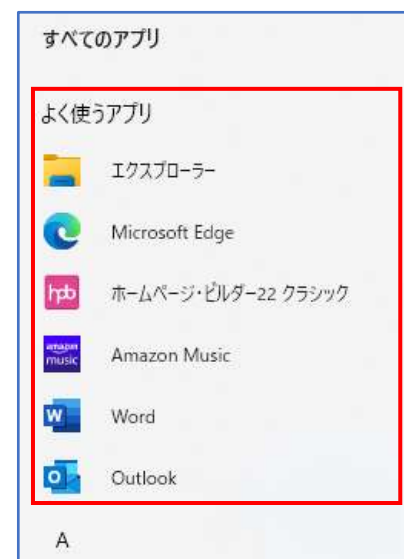 すべてのアプリ
よく使うアプリ
エクスプローラー
Microsoft Edge
hpb
ホームページ・ビルダー22 クラシック
amazon
music
Amazon Music
W
Word
O
Outlook
A